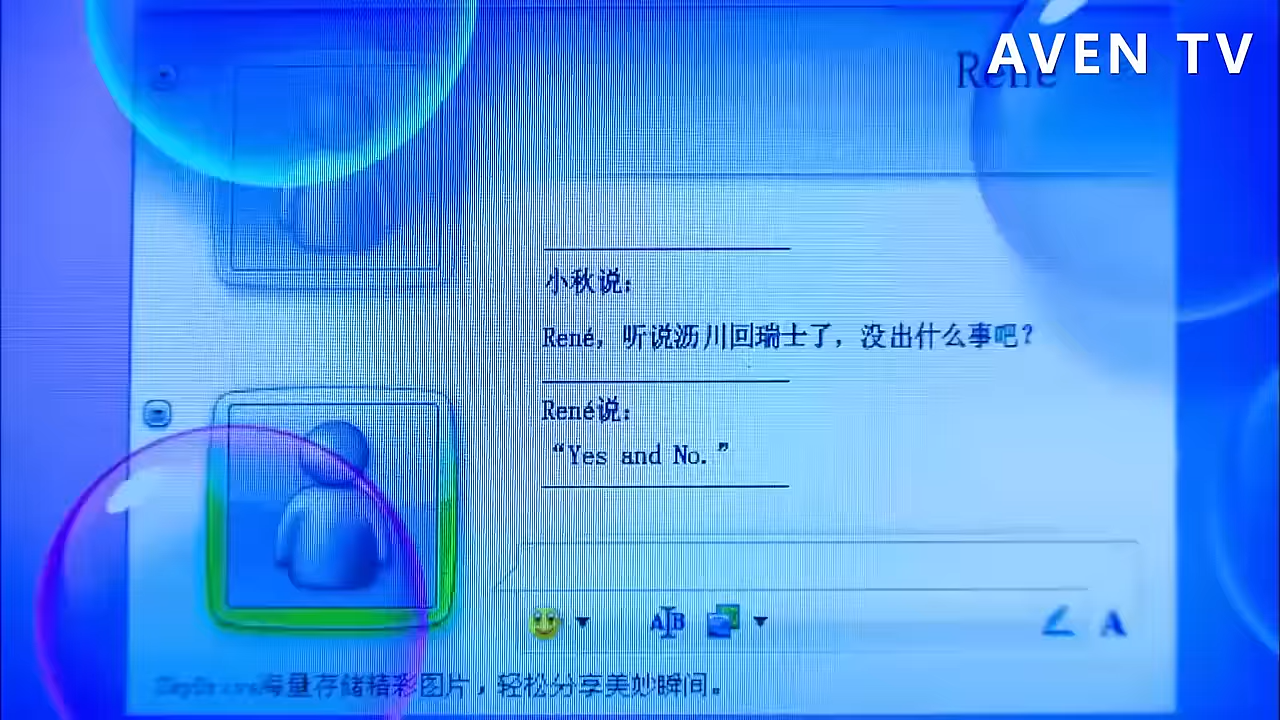 AVEN TV
René
小秋说：
René，听说沥川回瑞士了，没出什么事吧？
René说：
“Yes and No.”
AB
A
海量存储精彩图片，轻松分享美妙瞬间。